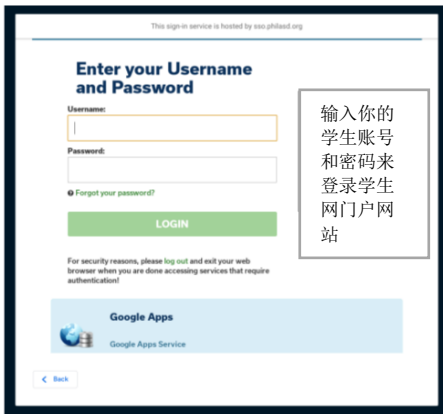 This sign-in service is hosted by sso.philasd.org
Enter your Username
and Password
Username:
Password:
Forgot your password?
LOGIN
For security reasons, please log out and exit your web
browser when you are done accessing services that require
authentication!
Google Apps
Google Apps Service
Back
输入你的
学生账号
和密码来
登录学生
网门户网
站